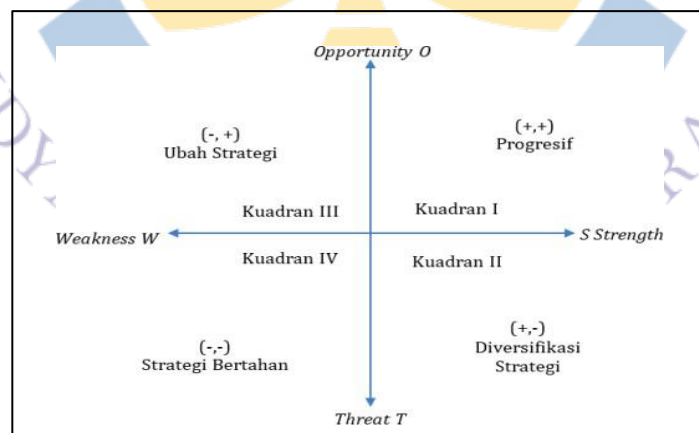 Opportunity O
(-, +)
Ubah Strategi
(+,+)
Progresif
Kuadran III
Kuadran I
Weakness W
S Strength
Kuadran IV
Kuadran II
(-,-)
Strategi Bertahan
(+,-)
Diversifikasi
Strategi
Threat T